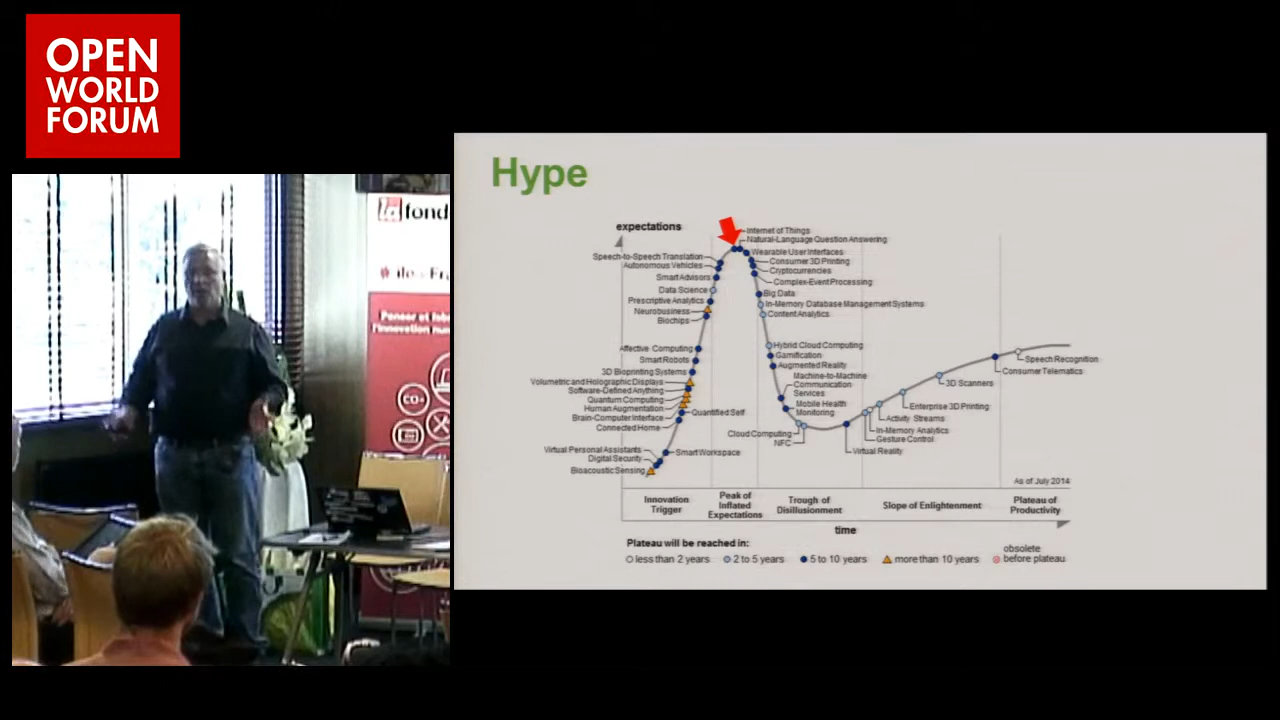 OPEN
WORLD
FORUM
Hype
expectations
Internet of Things
Natural-Language Question Answering
Wearable User Interfaces
Speech-to-Speech Translation
Consumer 3D Printing
Autonomous Vehicles
Cryptocurrencies
Smart Advisors
Complex-Event Processing
Data Science
Big Data
Prescriptive Analytics
In-Memory Database Management Systems
Neurobusiness
Content Analytics
Biochips
Hybrid Cloud Computing
Affective Computing
Gamification
Smart Robots
Augmented Reality
3D Bioprinting Systems
Machine-to-Machine
Communication
Services
Volumetric and Holographic Displays
Software-Defined Anything
Quantum Computing
Mobile Health
Monitoring
Human Augmentation
Quantified Self
Brain-Computer Interface
Connected Home
Cloud Computing
NFC
Virtual Personal Assistants
Smart Workspace
Digital Security
Bioacoustic Sensing
Speech Recognition
Consumer Telematics
3D Scanners
Enterprise 3D Printing
Activity Streams
In-Memory Analytics
Gesture Control
Virtual Reality
As of July 2014
Innovation
Trigger
Peak of
Inflated
Expectations
Trough of
Disillusionment
Slope of Enlightenment
Plateau of
Productivity
time
Plateau will be reached in:
less than 2 years
2 to 5 years
5 to 10 years
more than 10 years
obsolete
before plateau
fond
Penser et
l'innovation
CO+